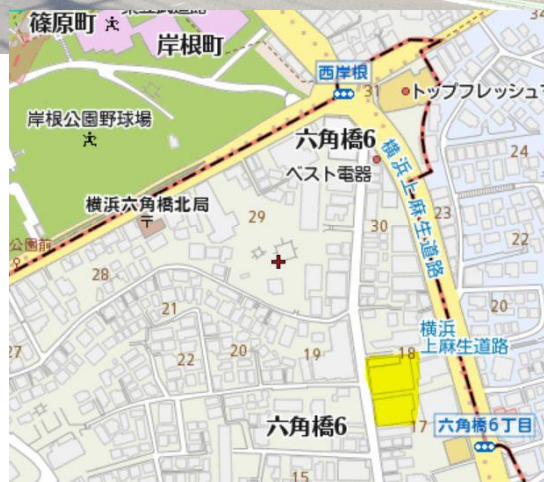 篠原町
岸根町
34
西岸根
31
トップフレッシュ
岸根公園野球場
六角橋6
24
ベスト電器
横浜上麻生道路
横浜六角橋北局
29
23
30
22
公園前
28
21
20
横浜
上麻生道路
27
22
20
19
18
六角橋6
17
六角橋6丁目
15